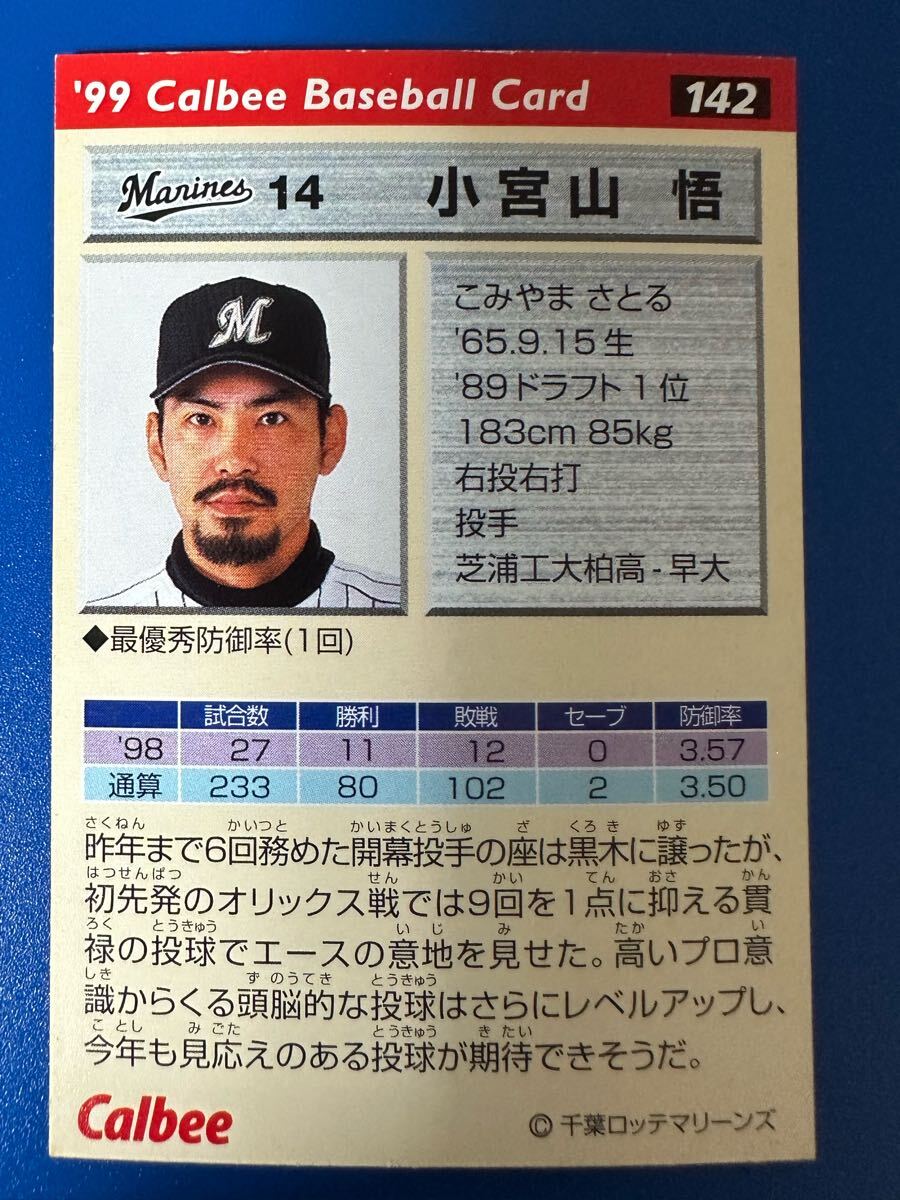 '99 Calbee Baseball Card 142
Marines 14 小宮山 悟
M
こみやま さとる
'65.9.15生
'89ドラフト1位
183cm 85kg
右投右打
投手
芝浦工大柏高-早大
◆最優秀防御率(1回)
試合数 勝利 敗戦 セーブ 防御率
'98 27 11 12 0 3.57
通算 233 80 102 2 3.50
さくねん かいつと かいまくとうしゅ ざ くろき ゆず
昨年まで6回務めた開幕投手の座は黒木に譲ったが、
はつせんぱつ せん かい てん おさ かん
初先発のオリックス戦では9回を1点に抑える貫
ろく とうきゅう いじ み たか い
禄の投球でエースの意地を見せた。高いプロ意
しき ずのうてき とうきゅう
識からくる頭脳的な投球はさらにレベルアップし、
ことし みごた とうきゅう きたい
今年も見応えのある投球が期待できそうだ。
Calbee
© 千葉ロッテマリーンズ